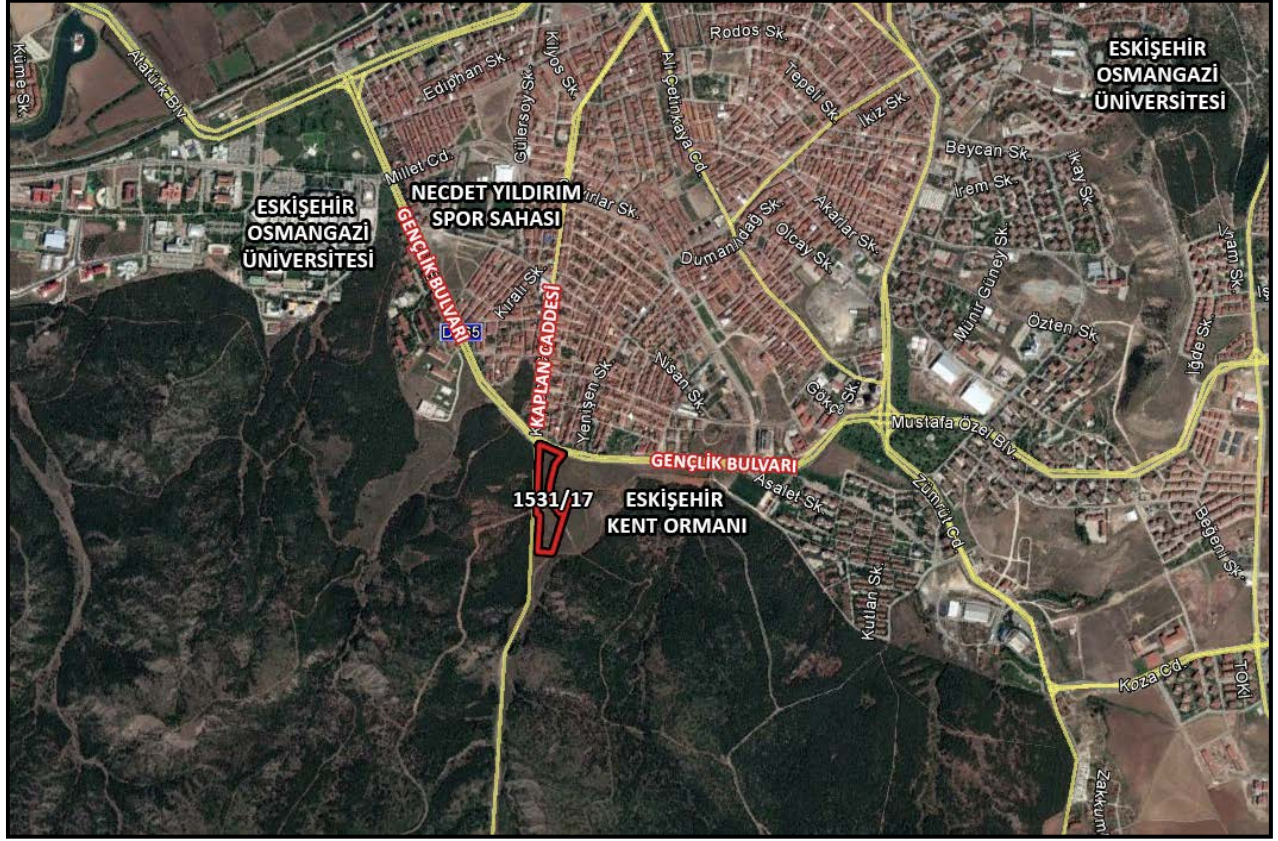 Küme Sk.
Atatürk Blv
Ediphan Sk.
Kilyos Sk.
Gülersoy Sk.
Rodos Sk.
Ali Çetinkaya Cd.
Tepeli Sk.
İkiz Sk.
ESKİŞEHİR
OSMANGAZİ
ÜNİVERSİTESİ
Beycan Sk.
İrem Sk.
İlkay Sk.
Millet Cd.
NECDET YILDIRIM
SPOR SAHASI
ESKİŞEHİR
OSMANGAZİ
ÜNİVERSİTESİ
Dumanlıdağ Sk.
Olcay Sk.
Akarlar Sk.
Münir Güney Sk.
Özten Sk.
İğde Sk.
GENÇLİK BULVARI
Kıralı Sk.
KAPLAN CADDESİ
Yenişen Sk.
Nisan Sk.
Gökçe Sk.
Mustafa Özel Blv.
GENÇLİK BULVARI
Asalet Sk.
1531/17
ESKİŞEHİR
KENT ORMANI
Zümrüt Cd.
Beğeni Sk.
Kutlan Sk.
Koza Cd.
TOKİ
Zakkum